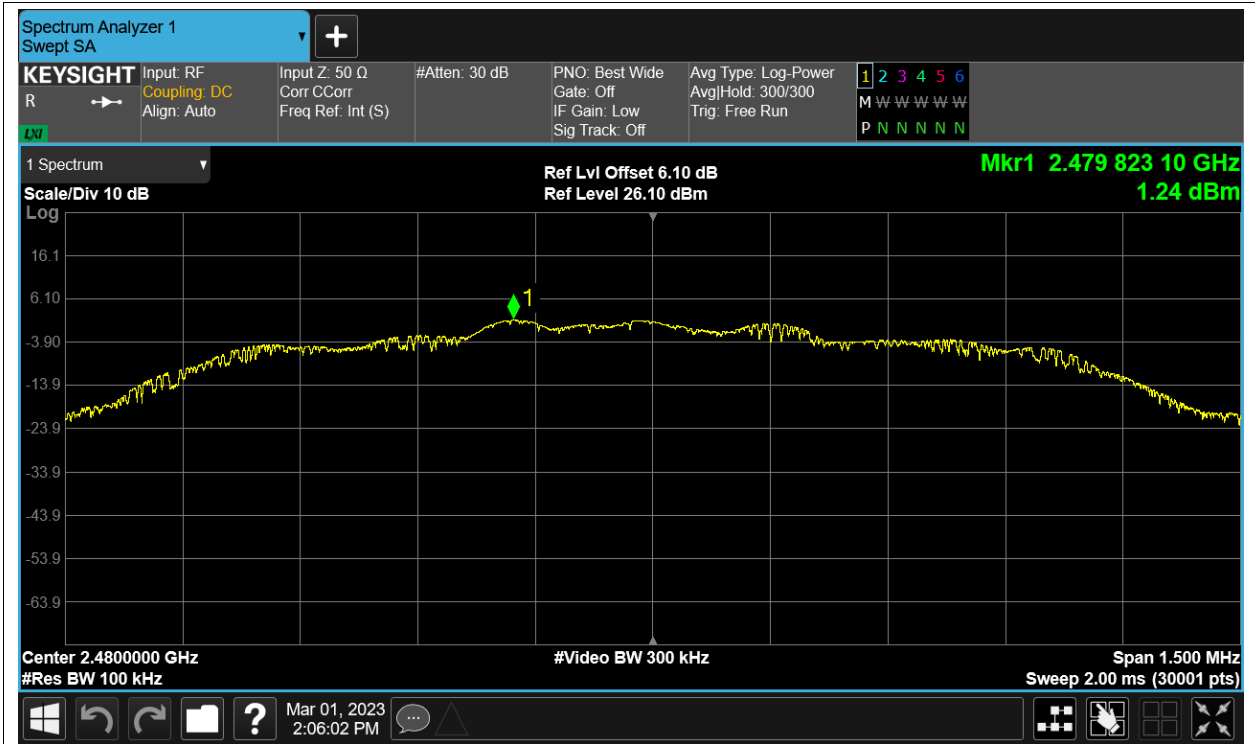 Spectrum Analyzer 1
Swept SA
KEYSIGHT
R
LXI
Input: RF
Coupling: DC
Align: Auto
Input Z: 50 Ω
Corr CCorr
Freq Ref: Int (S)
#Atten: 30 dB
PNO: Best Wide
Gate: Off
IF Gain: Low
Sig Track: Off
Avg Type: Log-Power
Avg|Hold: 300/300
Trig: Free Run
1 2 3 4 5 6
M W W W W W
P N N N N N
1 Spectrum
Scale/Div 10 dB
Ref Lvl Offset 6.10 dB
Ref Level 26.10 dBm
Mkr1 2.479 823 10 GHz
1.24 dBm
Log
16.1
6.10
1
-3.90
-13.9
-23.9
-33.9
-43.9
-53.9
-63.9
Center 2.4800000 GHz
#Video BW 300 kHz
Span 1.500 MHz
#Res BW 100 kHz
Sweep 2.00 ms (30001 pts)
?
Mar 01, 2023
2:06:02 PM